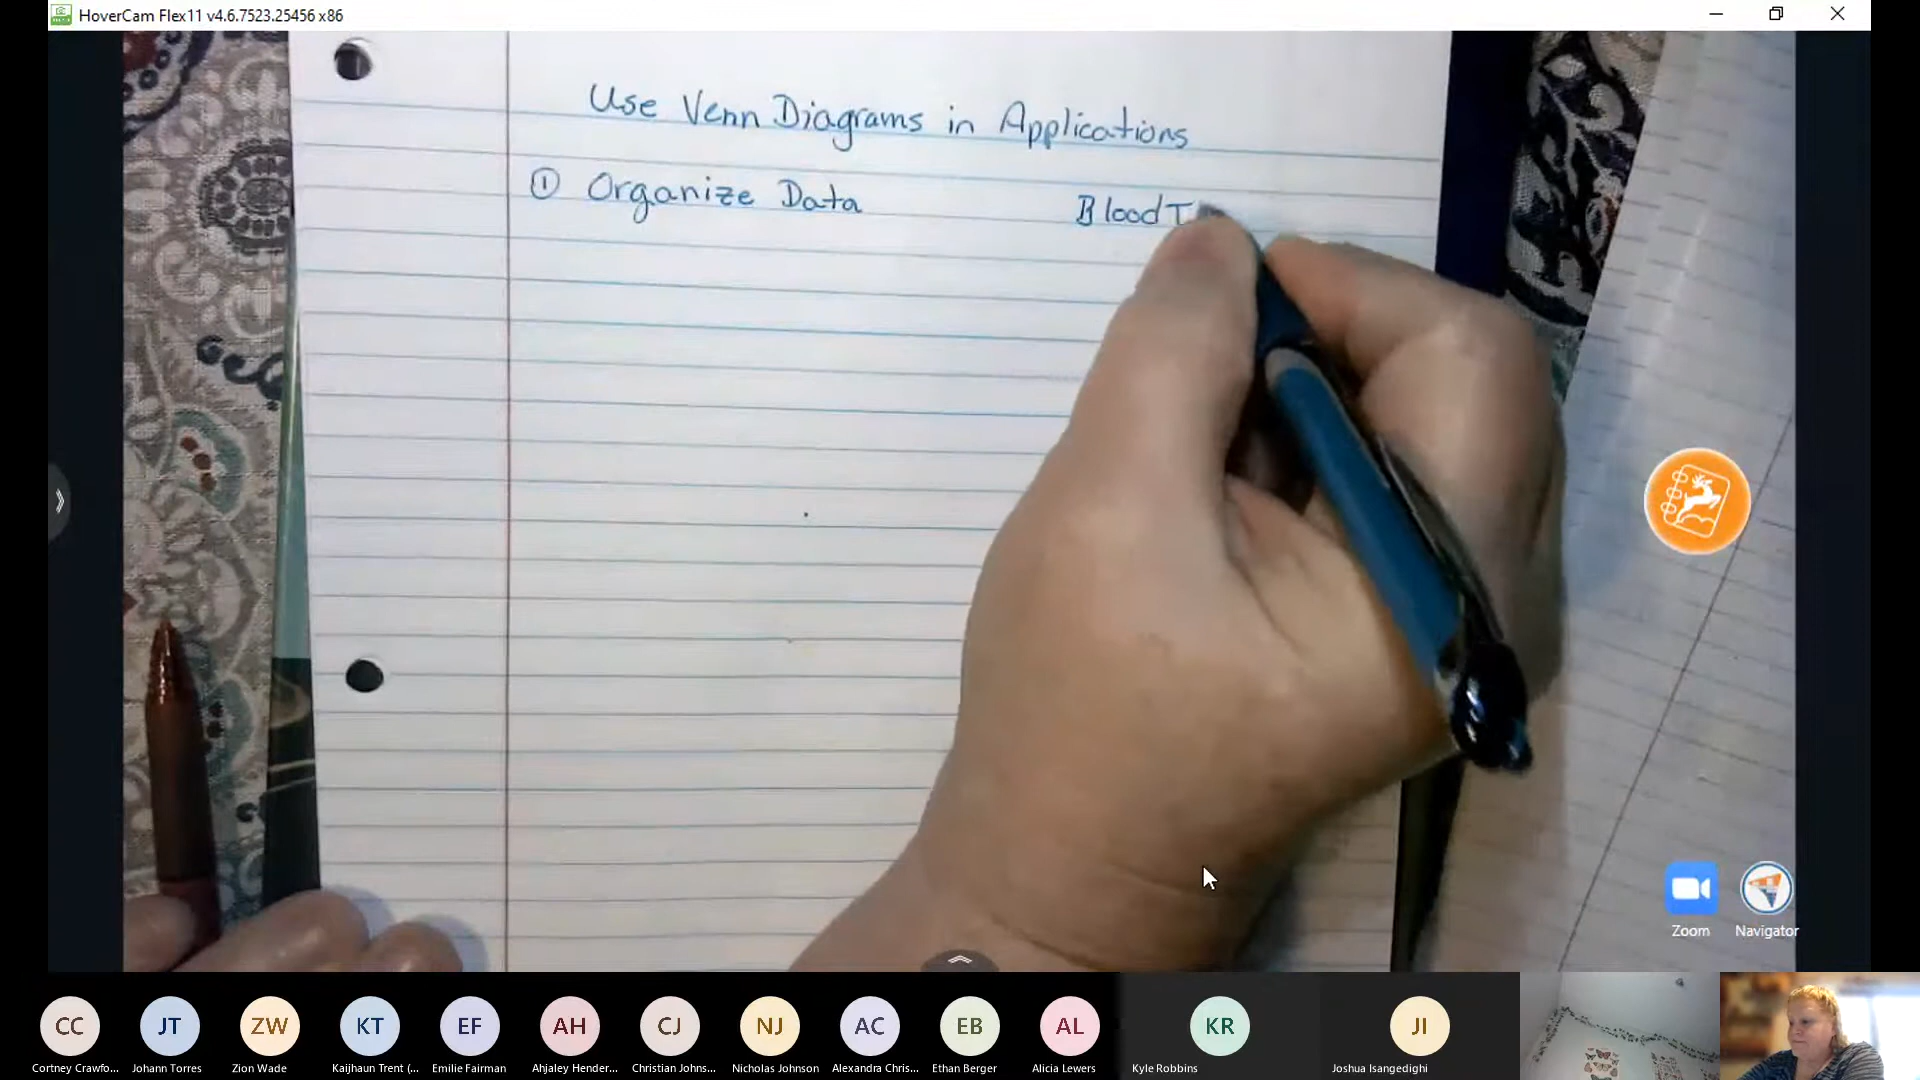 HoverCam Flex11 v4.6.7523.25456 x86
Use Venn Diagrams in Applications
① Organize Data
Blood T
Zoom
Navigator
CC
JT
ZW
KT
EF
AH
CJ
NJ
AC
EB
AL
KR
JI
Cortney Crawfo...
Johann Torres
Zion Wade
Kaijhaun Trent (...
Emilie Fairman
Ahjaley Hender...
Christian Johns...
Nicholas Johnson
Alexandra Chris...
Ethan Berger
Alicia Lewers
Kyle Robbins
Joshua Isangedighi